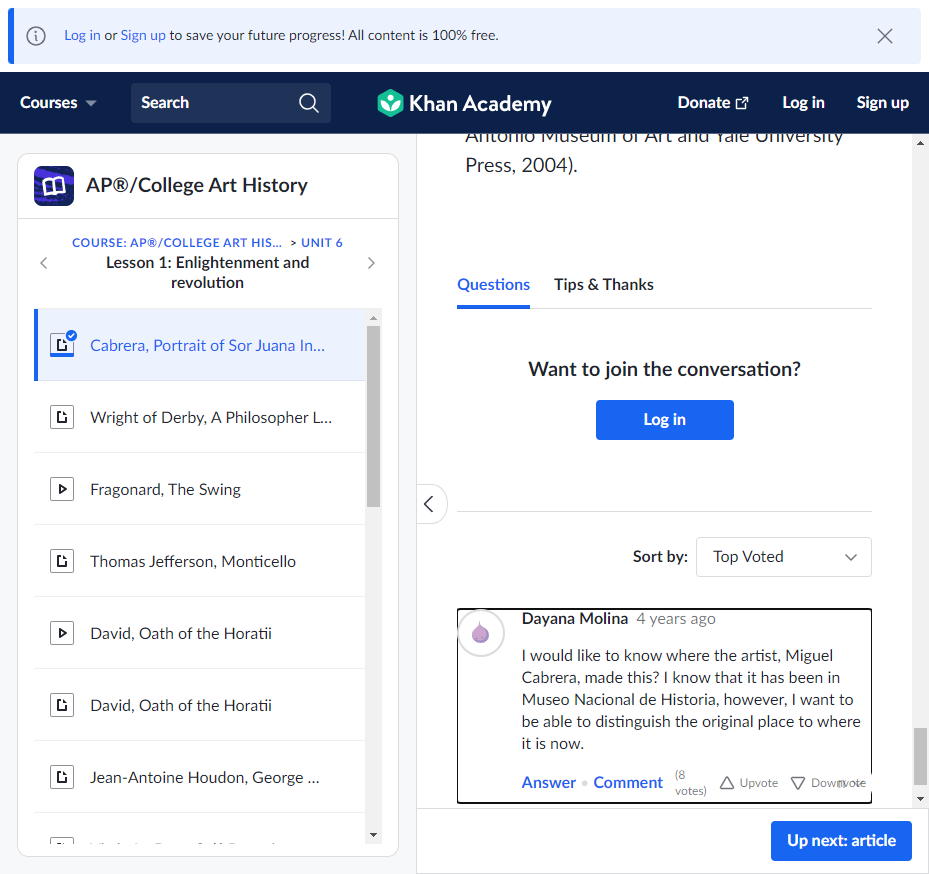 Log in or Sign up to save your future progress! All content is 100% free.
Courses
Search
Khan Academy
Donate
Log in
Sign up
AP®/College Art History
COURSE: AP®/COLLEGE ART HIS... > UNIT 6
Lesson 1: Enlightenment and
revolution
Cabrera, Portrait of Sor Juana In...
Wright of Derby, A Philosopher L...
Fragonard, The Swing
Thomas Jefferson, Monticello
David, Oath of the Horatii
David, Oath of the Horatii
Jean-Antoine Houdon, George ...
Antonio Museum of Art and Yale University
Press, 2004).
Questions
Tips & Thanks
Want to join the conversation?
Log in
Sort by:
Top Voted
Dayana Molina 4 years ago
I would like to know where the artist, Miguel
Cabrera, made this? I know that it has been in
Museo Nacional de Historia, however, I want to
be able to distinguish the original place to where
it is now.
Answer • Comment
(8
votes)
Upvote
Downvote
Up next: article